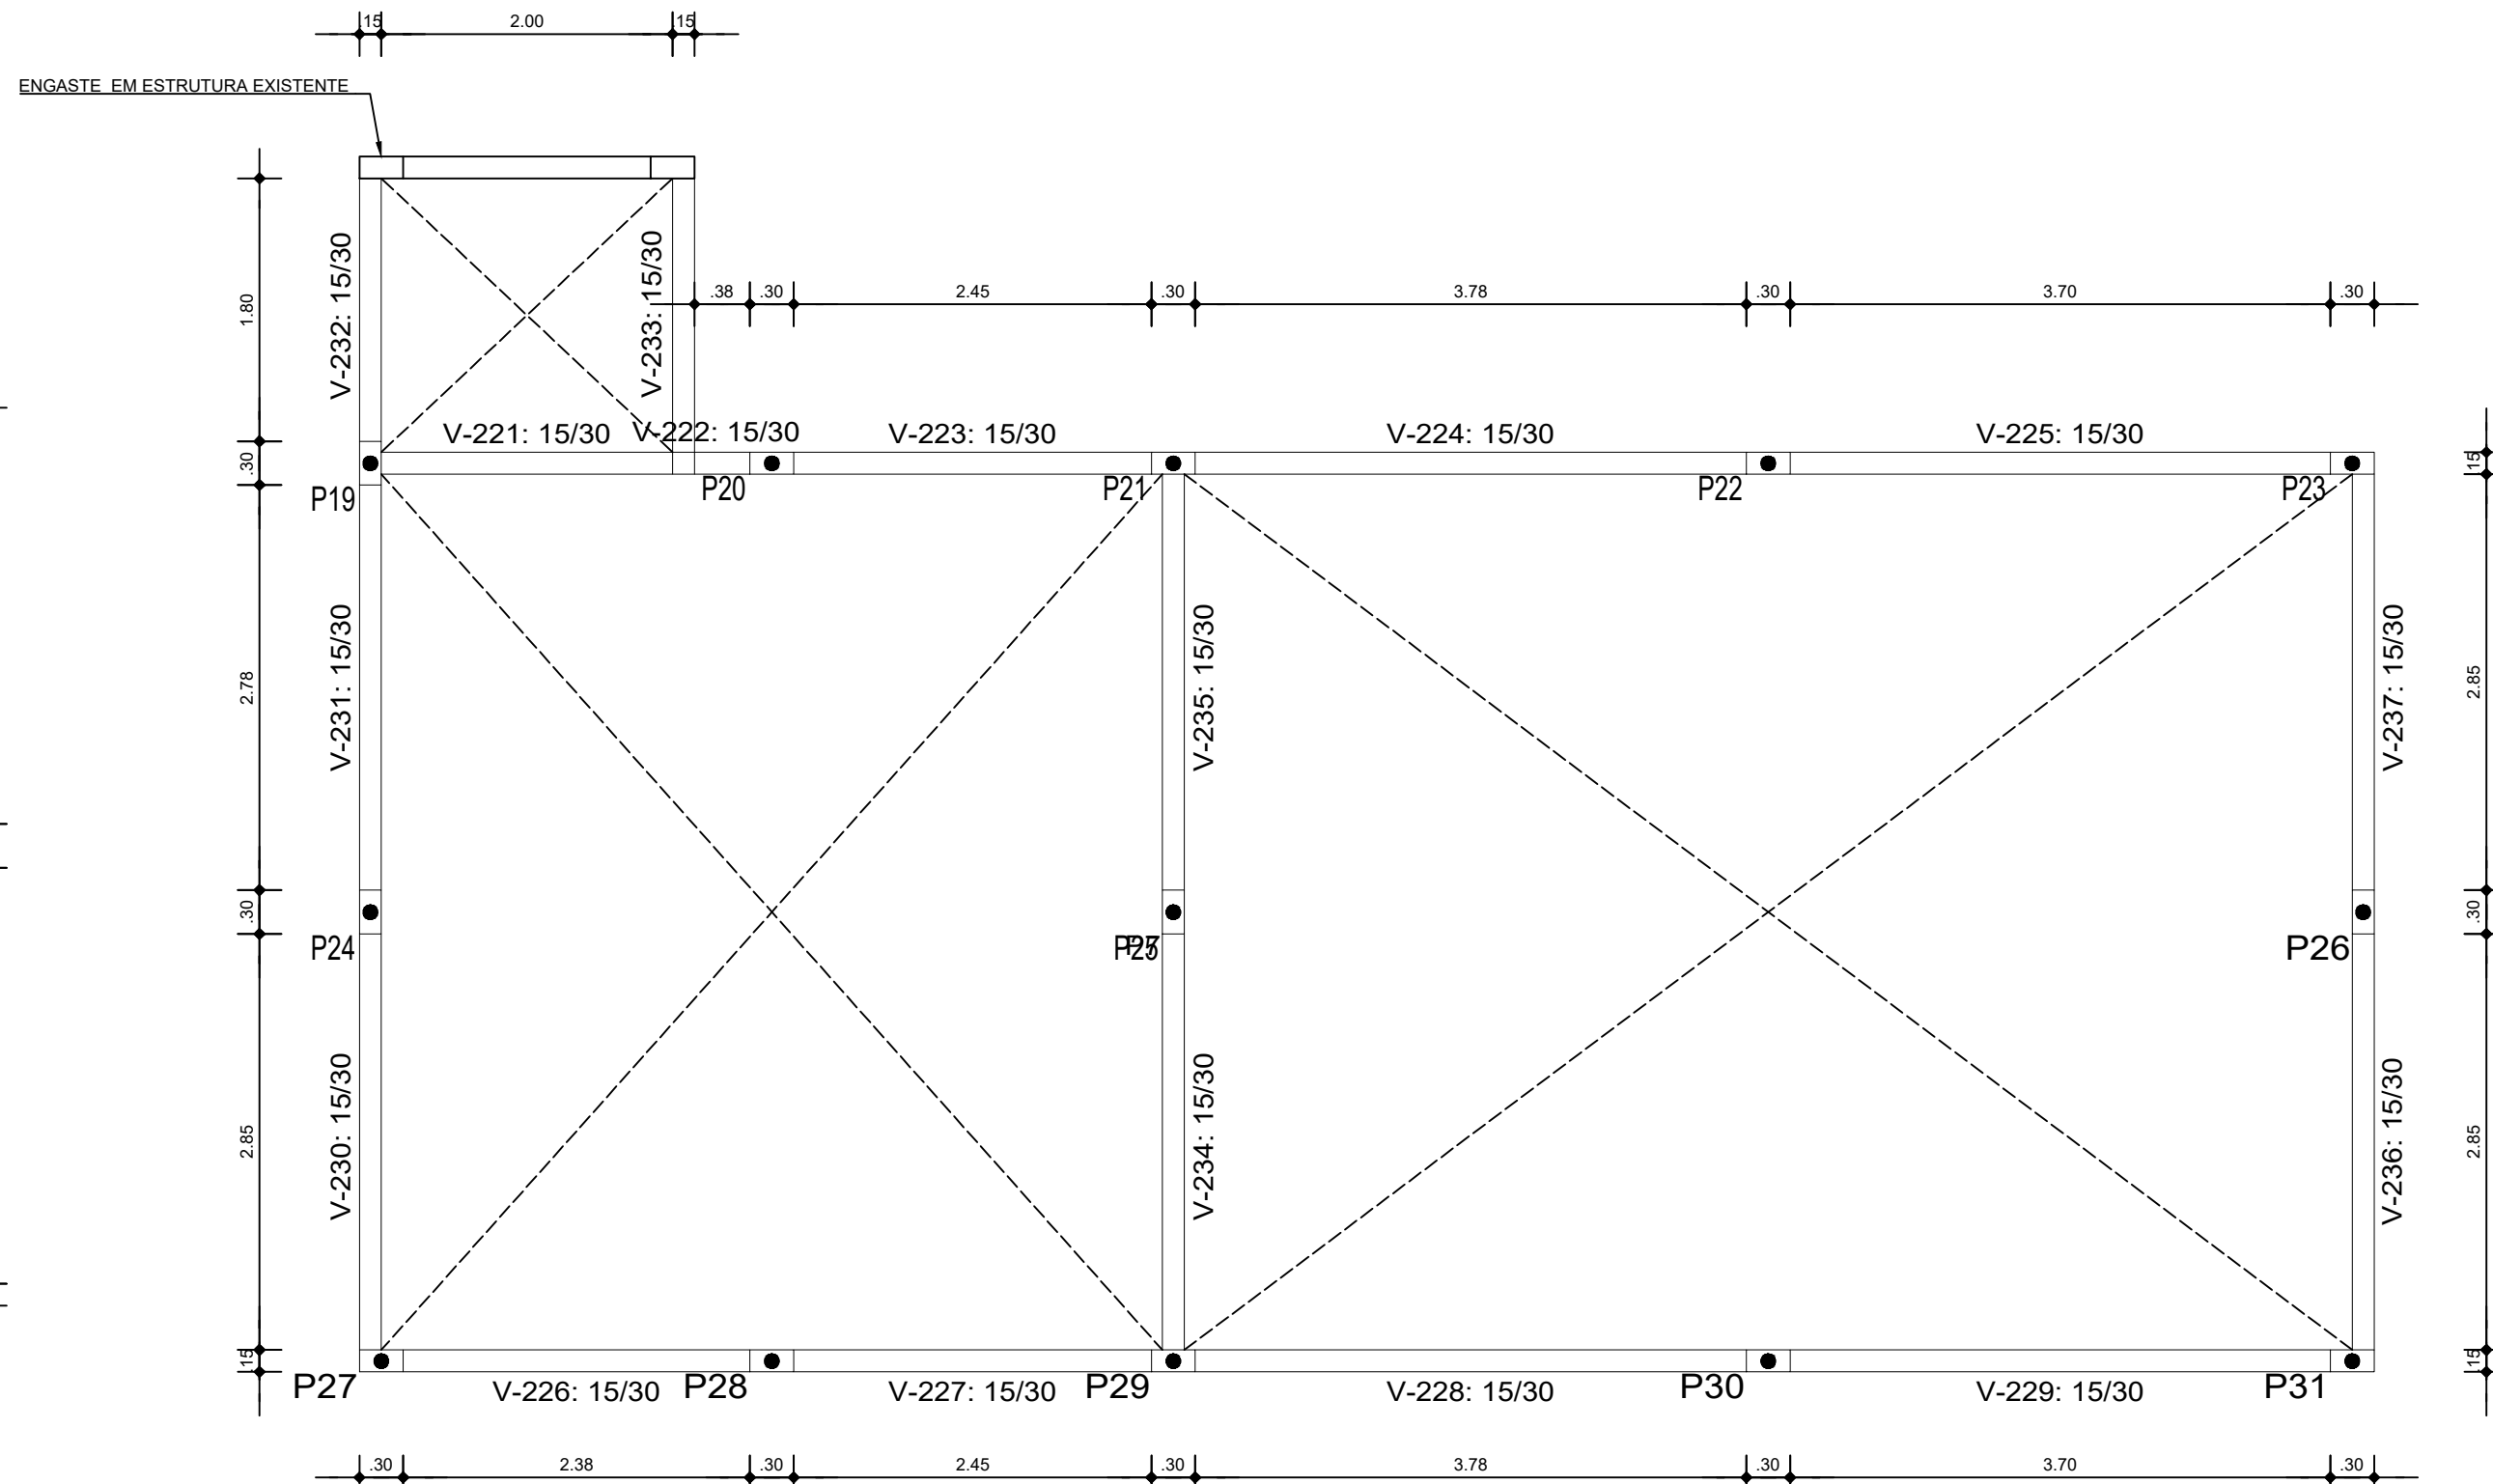 .15 2.00 .15
ENGASTE EM ESTRUTURA EXISTENTE
1.80
V-232: 15/30
V-233: 15/30
.38 .30 2.45 .30 3.78 .30 3.70 .30
V-221: 15/30 V-222: 15/30 V-223: 15/30 V-224: 15/30 V-225: 15/30
.30
.15
P19 P20 P21 P22 P23
2.78
V-231: 15/30
V-235: 15/30
V-237: 15/30
2.85
.30
.30
P24 P25 P26
2.85
V-230: 15/30
V-234: 15/30
V-236: 15/30
2.85
.15
.15
P27 P28 P29 P30 P31
V-226: 15/30 V-227: 15/30 V-228: 15/30 V-229: 15/30
.30 2.38 .30 2.45 .30 3.78 .30 3.70 .30